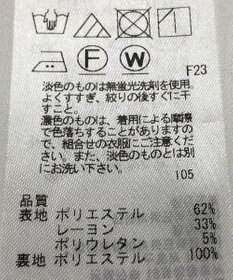 F W
F23
淡色のものは無蛍光洗剤を使用。
よくすすぎ、絞りの後すぐに干
すこと。
濃色のものは、着用による摩擦
で色落ちすることがありますの
で、組合せの衣服にご注意くだ
さい。また、淡色のものとは別
にお洗い下さい。
105
品質
表地 ポリエステル 62%
レーヨン 33%
ポリウレタン 5%
裏地 ポリエステル 100%